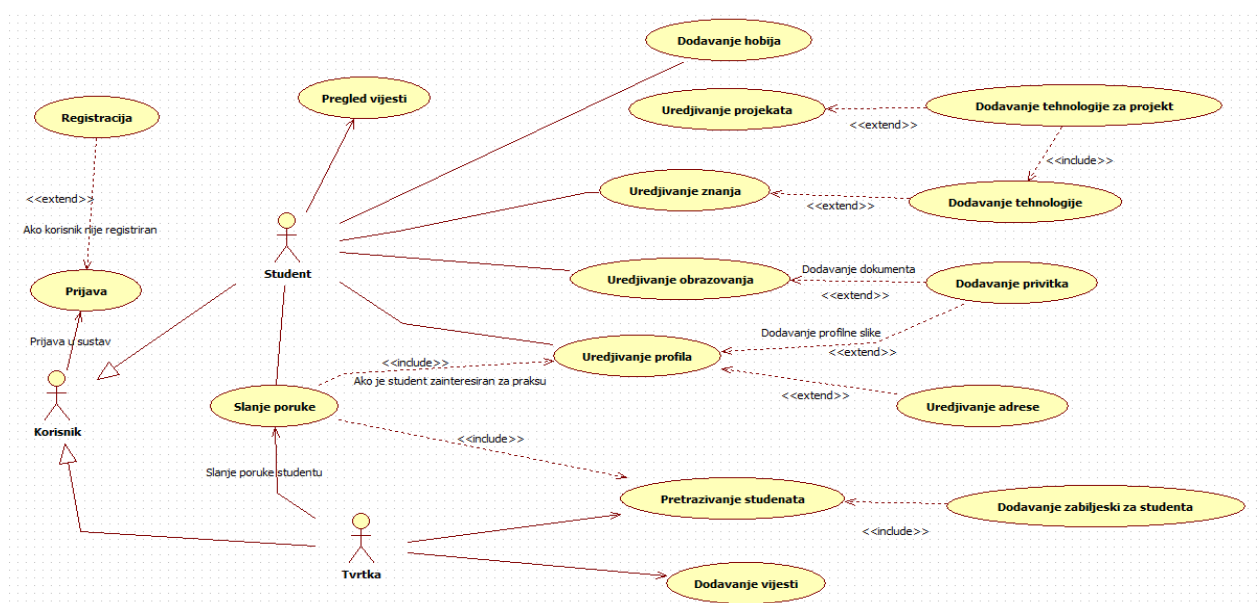 Dodavanje hobija
Pregled vijesti
Uredjivanje projekata
<<extend>>
Dodavanje tehnologije za projekt
Registracija
<<include>>
<<extend>>
Ako korisnik nije registriran
Uredjivanje znanja
<<extend>>
Dodavanje tehnologije
Student
Prijava
Prijava u sustav
Uredjivanje obrazovanja
Dodavanje dokumenta
<<extend>>
Dodavanje privitka
Dodavanje profilne slike
<<extend>>
Uredjivanje profila
<<include>>
Ako je student zainteresiran za praksu
<<extend>>
Uredjivanje adrese
Slanje poruke
Korisnik
<<include>>
Slanje poruke studentu
Pretrazivanje studenata
<<include>>
Dodavanje zabiljeski za studenta
Tvrtka
Dodavanje vijesti